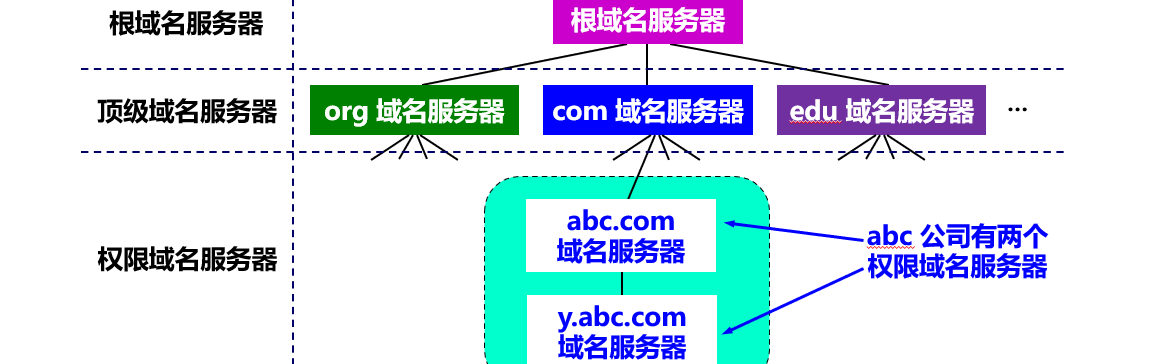 根域名服务器
根域名服务器
顶级域名服务器
org 域名服务器
com 域名服务器
edu 域名服务器
...
权限域名服务器
abc.com
域名服务器
abc 公司有两个
权限域名服务器
y.abc.com
域名服务器